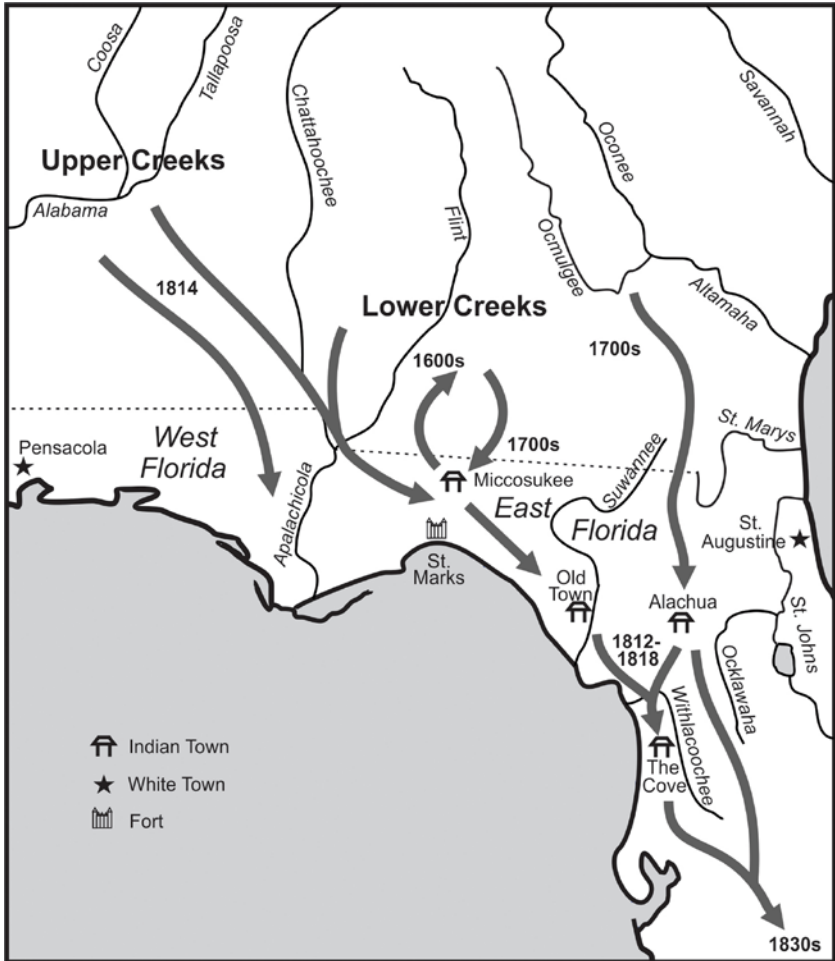 Coosa
Tallapoosa
Chattahoochee
Savannah
Oconee
Upper Creeks
Alabama
Flint
Ocmulgee
Altamaha
1814
Lower Creeks
1600s
1700s
1700s
St. Marys
Pensacola
West
Florida
Apalachicola
Miccosukee
Suwannee
East
Florida
St.
Augustine
St.
Marks
Old
Town
Alachua
St. Johns
1812-
1818
Ocklawaha
Withlacoochee
The
Cove
Indian Town
White Town
Fort
1830s